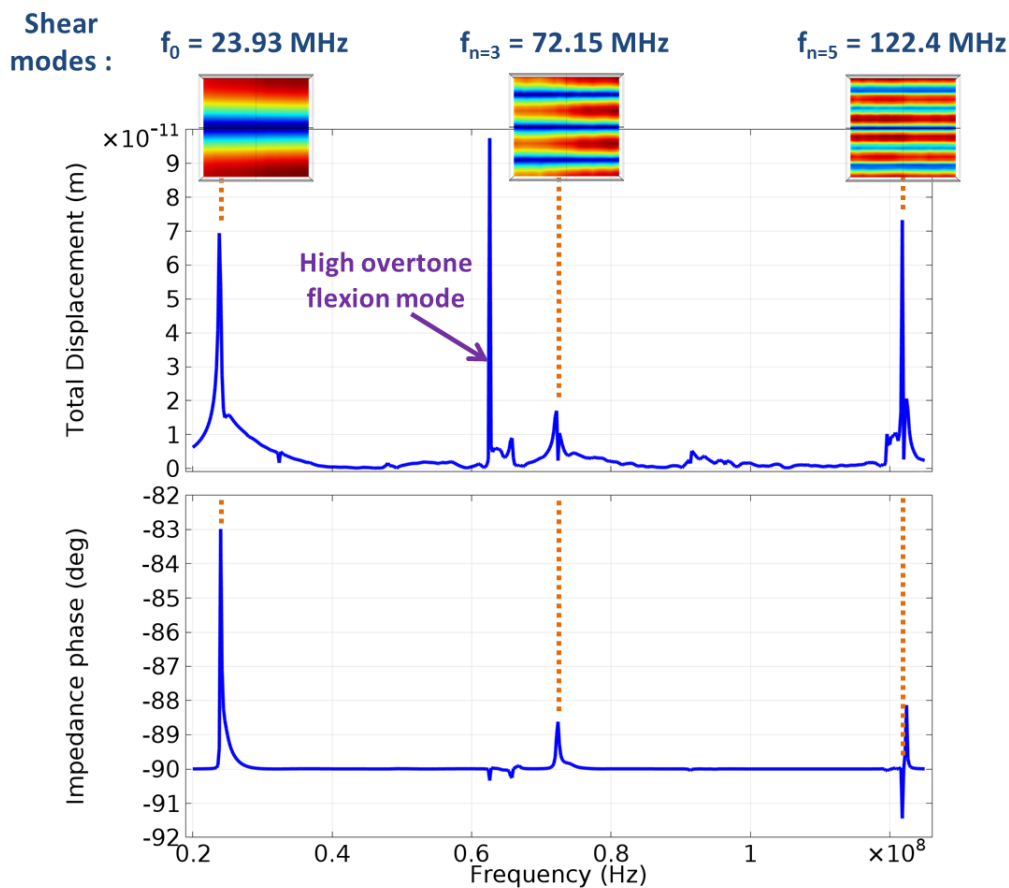 Shear
modes :
f0 = 23.93 MHz
fn=3 = 72.15 MHz
fn=5 = 122.4 MHz
×10-11
9
8
7
6
5
4
3
2
1
0
Total Displacement (m)
High overtone
flexion mode
-82
-83
-84
-85
-86
-87
-88
-89
-90
-91
-92
Impedance phase (deg)
0.2
0.4
0.6
0.8
1
×108
Frequency (Hz)